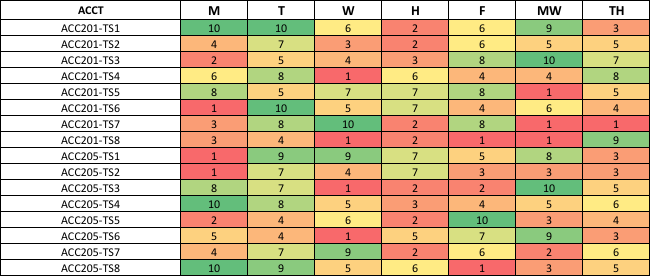 ACCT M T W H F MW TH
ACC201-TS1 10 10 6 2 6 9 3
ACC201-TS2 4 7 3 2 6 5 5
ACC201-TS3 2 5 4 3 8 10 7
ACC201-TS4 6 8 1 6 4 4 8
ACC201-TS5 8 5 7 7 8 1 5
ACC201-TS6 1 10 5 7 4 6 4
ACC201-TS7 3 8 10 2 8 1 1
ACC201-TS8 3 4 1 2 1 1 9
ACC205-TS1 1 9 9 7 5 8 3
ACC205-TS2 1 7 4 7 3 3 3
ACC205-TS3 8 7 1 2 2 10 5
ACC205-TS4 10 8 5 3 4 5 6
ACC205-TS5 2 4 6 2 10 3 4
ACC205-TS6 5 4 1 5 7 9 3
ACC205-TS7 4 7 9 2 6 2 6
ACC205-TS8 10 9 5 6 1 3 5